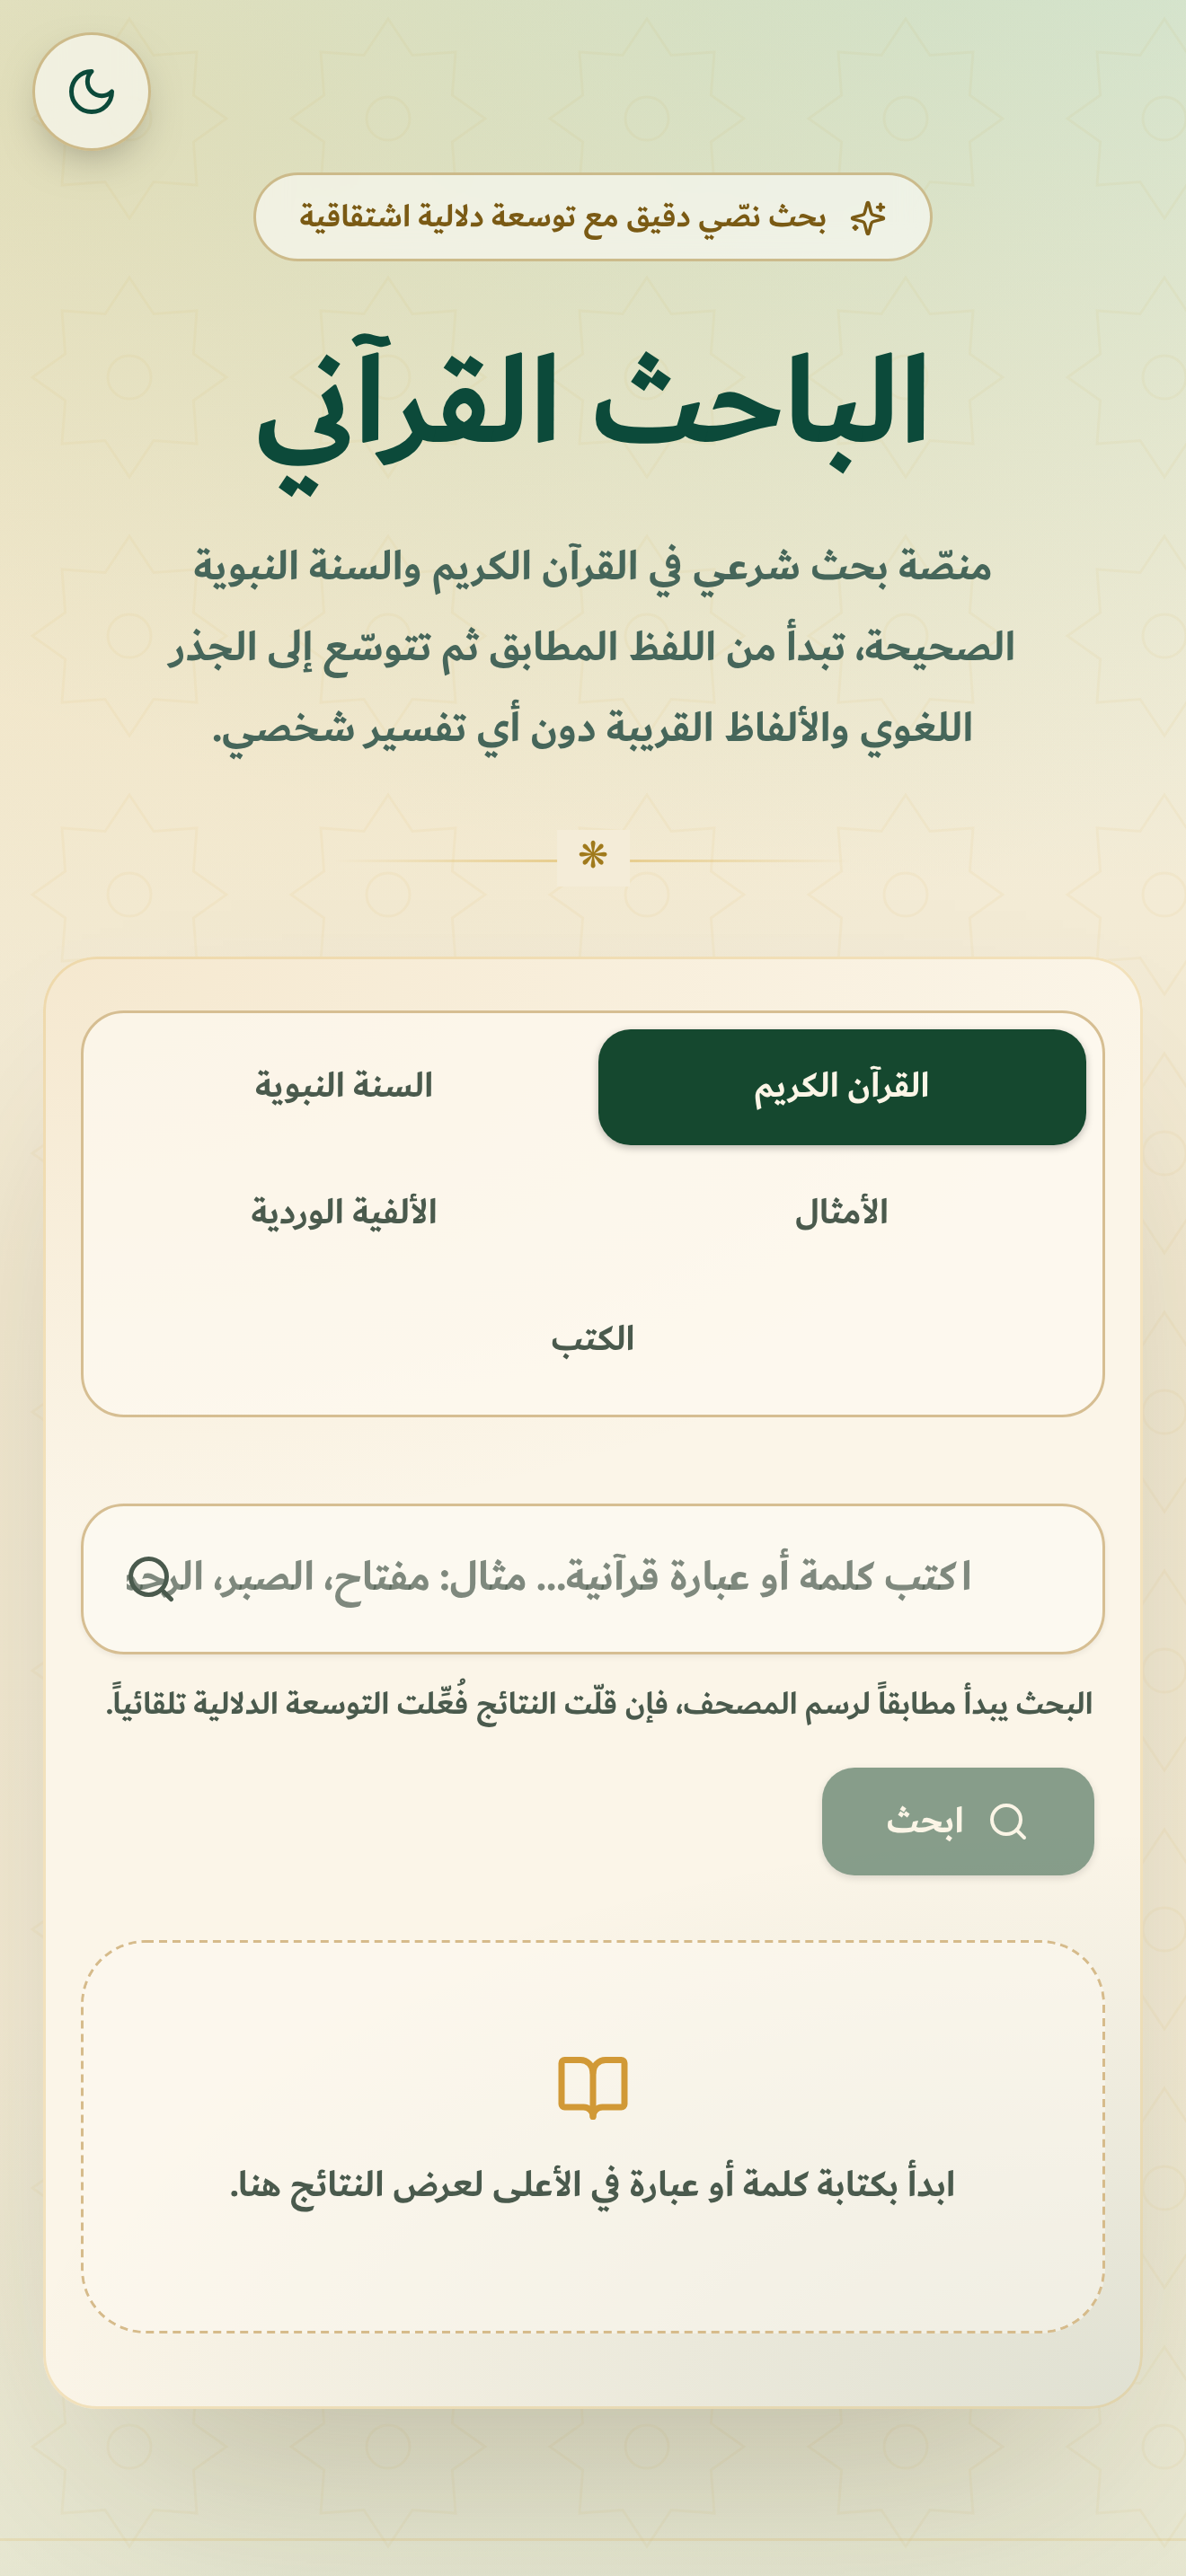 بحث نصّي دقيق مع توسعة دلالية اشتقاقية
الباحث القرآني
منصّة بحث شرعي في القرآن الكريم والسنة النبوية
الصحيحة، تبدأ من اللفظ المطابق ثم تتوسّع إلى الجذر
اللغوي والألفاظ القريبة دون أي تفسير شخصي.
القرآن الكريم
السنة النبوية
الأمثال
الألفية الوردية
الكتب
اكتب كلمة أو عبارة قرآنية... مثال: مفتاح، الصبر،
البحث يبدأ مطابقاً لرسم المصحف، فإن قلّت النتائج فُعِّلت التوسعة الدلالية تلقائياً.
ابحث
ابدأ بكتابة كلمة أو عبارة في الأعلى لعرض النتائج هنا.